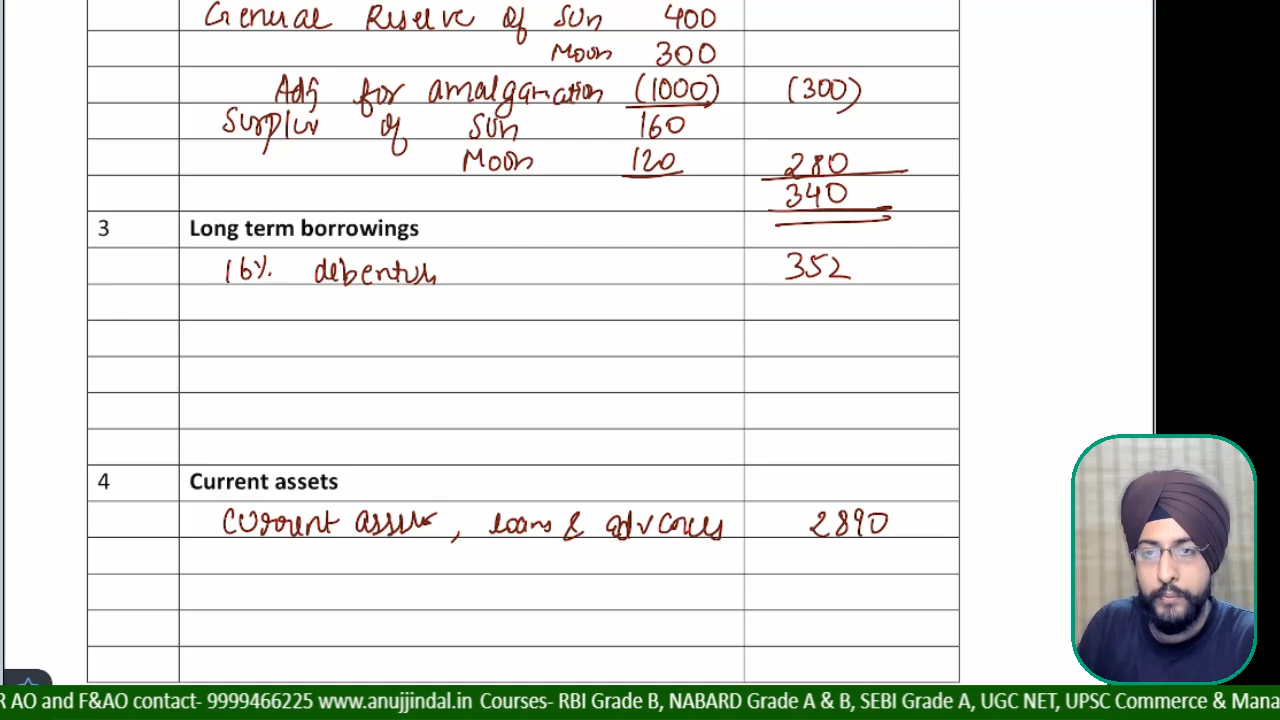 General Reserve of Sun 400
Moon 300
Adj for amalgamation (1000) (300)
Surplus of Sun 160
Moon 120 280
340
3 Long term borrowings
16% debenture 352
4 Current assets
Current assets, loans & advances 2890
R AO and F&AO contact- 9999466225 www.anujjindal.in Courses- RBI Grade B, NABARD Grade A & B, SEBI Grade A, UGC NET, UPSC Commerce & Mana